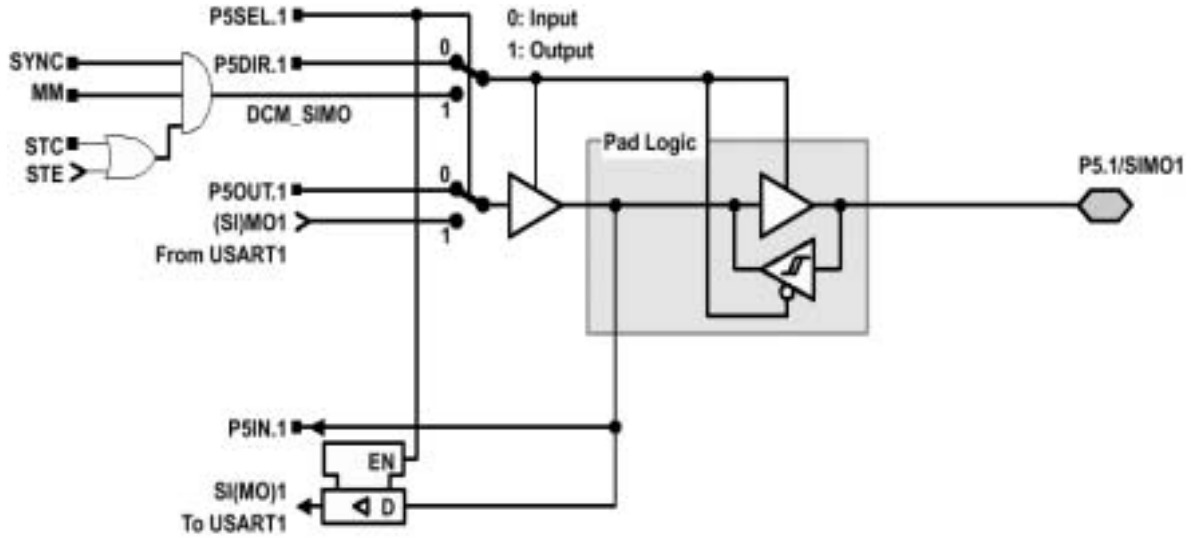 P5SEL.1
0: Input
1: Output
SYNC
P5DIR.1
0
MM
DCM_SIMO
1
STC
STE
Pad Logic
P5.1/SIMO1
P5OUT.1
0
(SI)MO1
1
From USART1
P5IN.1
EN
SI(MO)1
D
To USART1